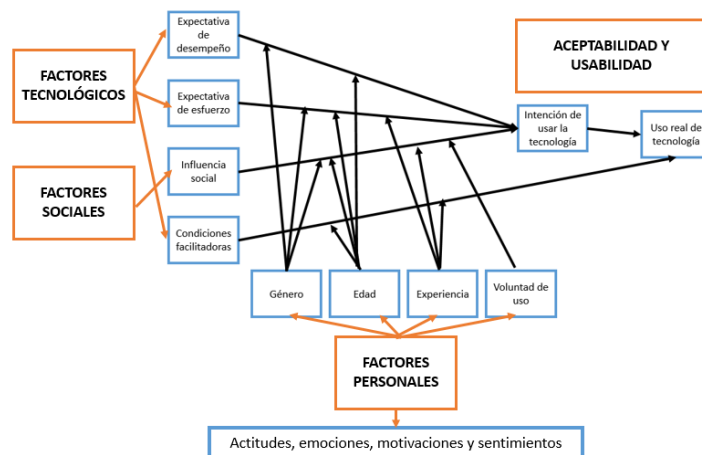 Expectativa
de
desempeño
FACTORES
TECNOLÓGICOS
Expectativa
de esfuerzo
Influencia
social
FACTORES
SOCIALES
Condiciones
facilitadoras
ACEPTABILIDAD Y
USABILIDAD
Intención de
usar la
tecnología
Uso real de
tecnología
Género
Edad
Experiencia
Voluntad de
uso
FACTORES
PERSONALES
Actitudes, emociones, motivaciones y sentimientos